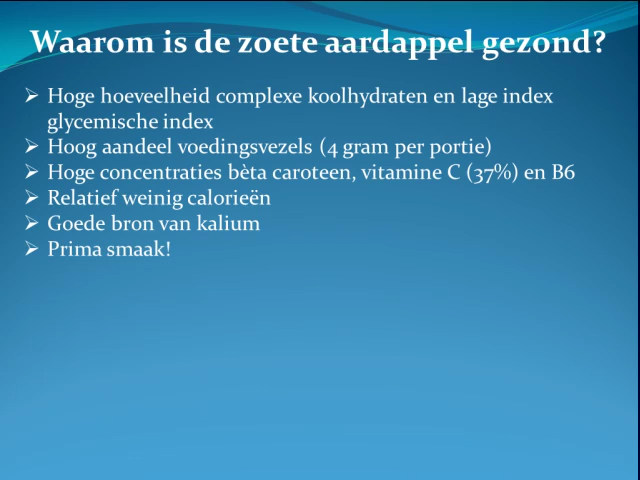 Waarom is de zoete aardappel gezond?
➢ Hoge hoeveelheid complexe koolhydraten en lage index
glycemische index
➢ Hoog aandeel voedingsvezels (4 gram per portie)
➢ Hoge concentraties bèta caroteen, vitamine C (37%) en B6
➢ Relatief weinig calorieën
➢ Goede bron van kalium
➢ Prima smaak!